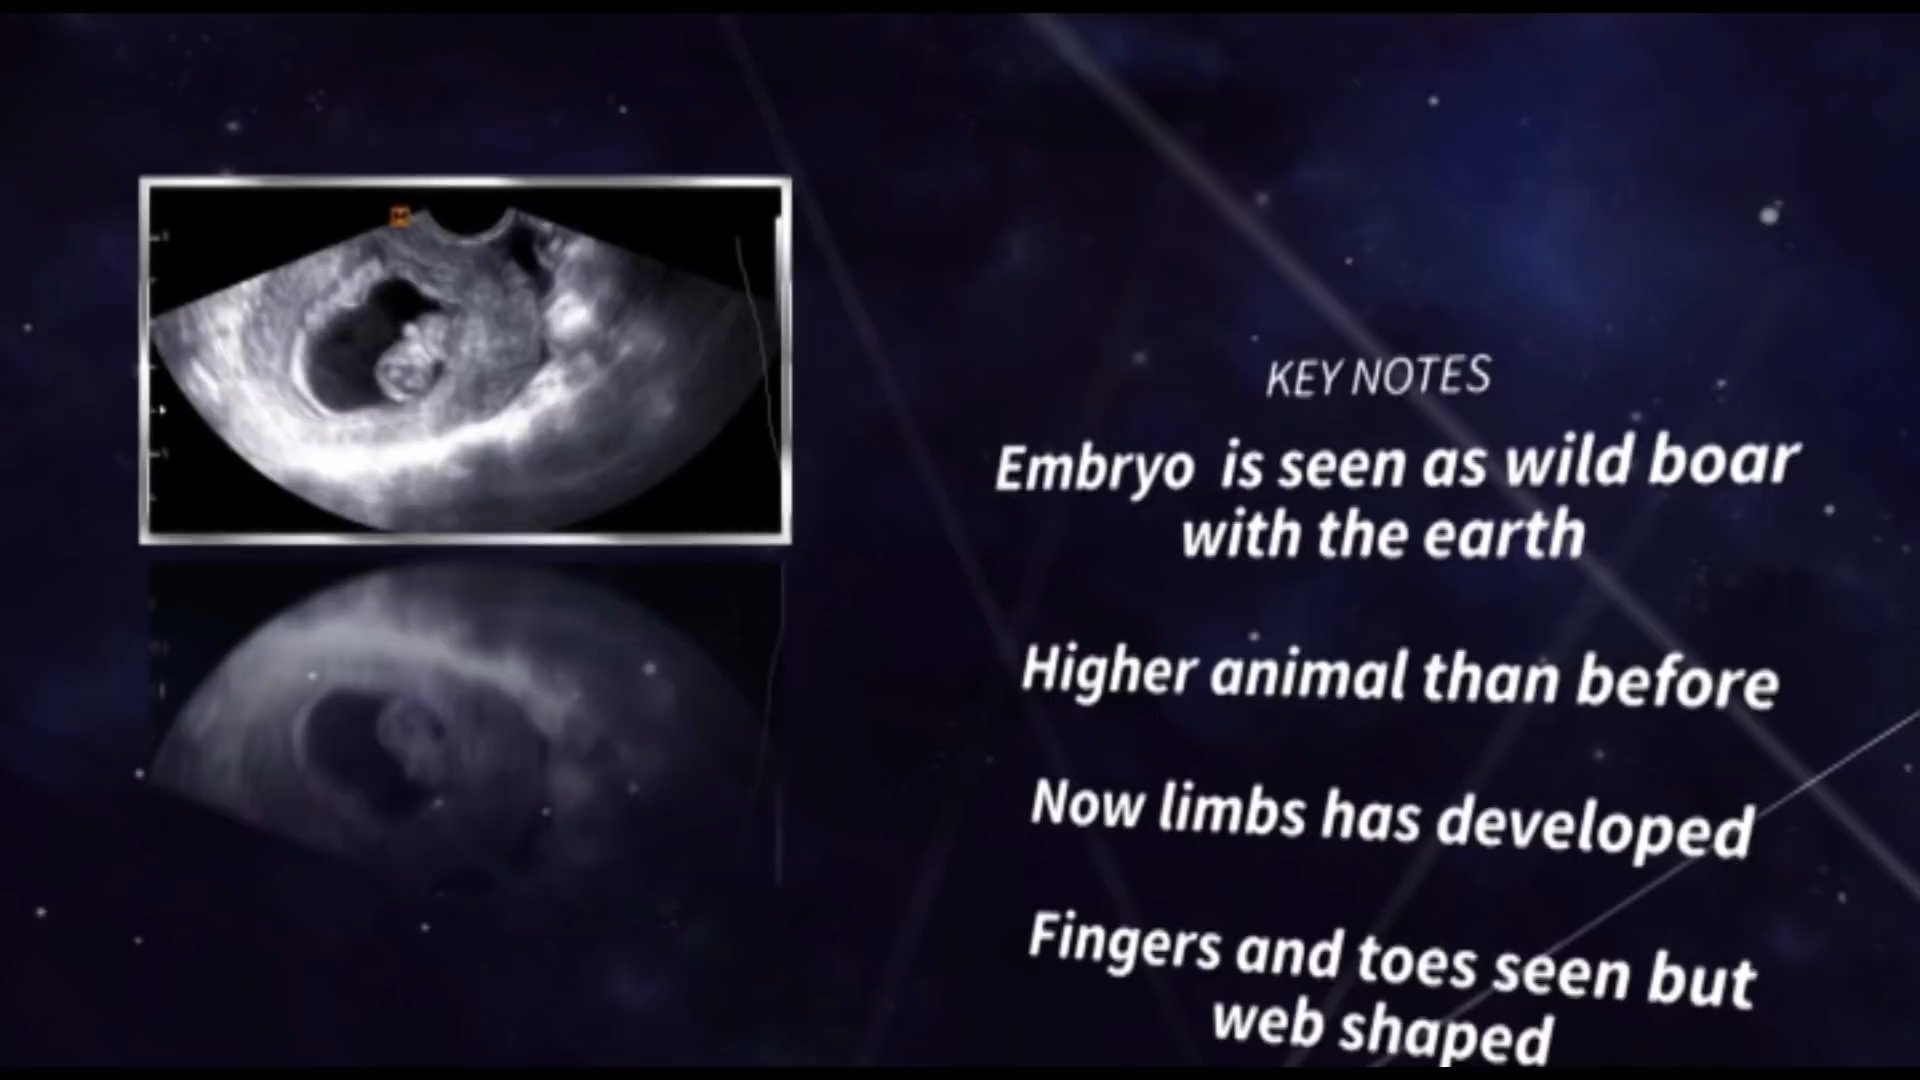 KEY NOTES
Embryo is seen as wild boar
with the earth
Higher animal than before
Now limbs has developed
Fingers and toes seen but
web shaped